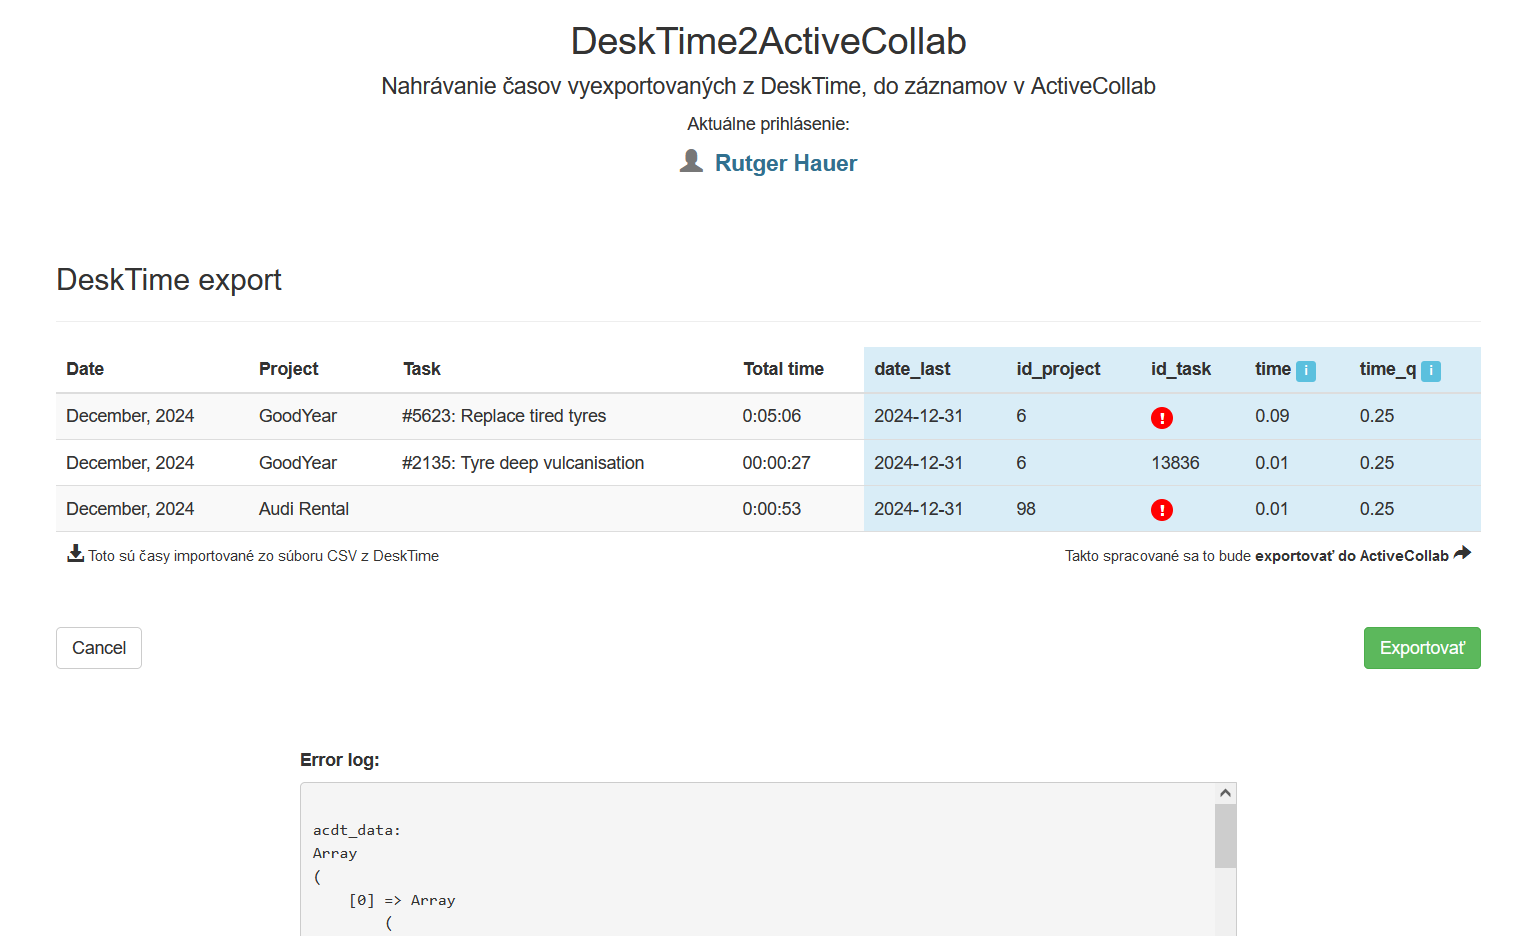 DeskTime2ActiveCollab
Nahrávanie časov vyexportovaných z DeskTime, do záznamov v ActiveCollab
Aktuálne prihlásenie:
Rutger Hauer
DeskTime export
Date Project Task Total time date_last id_project id_task time i time_q i
December, 2024 GoodYear #5623: Replace tired tyres 0:05:06 2024-12-31 6 ! 0.09 0.25
December, 2024 GoodYear #2135: Tyre deep vulcanisation 00:00:27 2024-12-31 6 13836 0.01 0.25
December, 2024 Audi Rental 0:00:53 2024-12-31 98 ! 0.01 0.25
Toto sú časy importované zo súboru CSV z DeskTime Takto spracované sa to bude exportovať do ActiveCollab
Cancel Exportovať
Error log:
acdt_data:
Array
(
[0] => Array
(